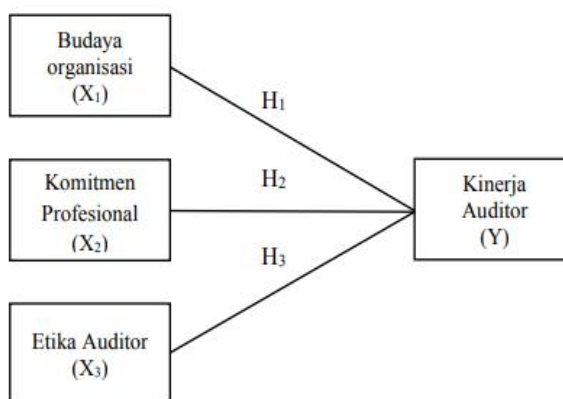 Budaya
organisasi
(X₁)
H₁
Komitmen
Profesional
(X₂)
H₂
Kinerja
Auditor
(Y)
H₃
Etika Auditor
(X₃)